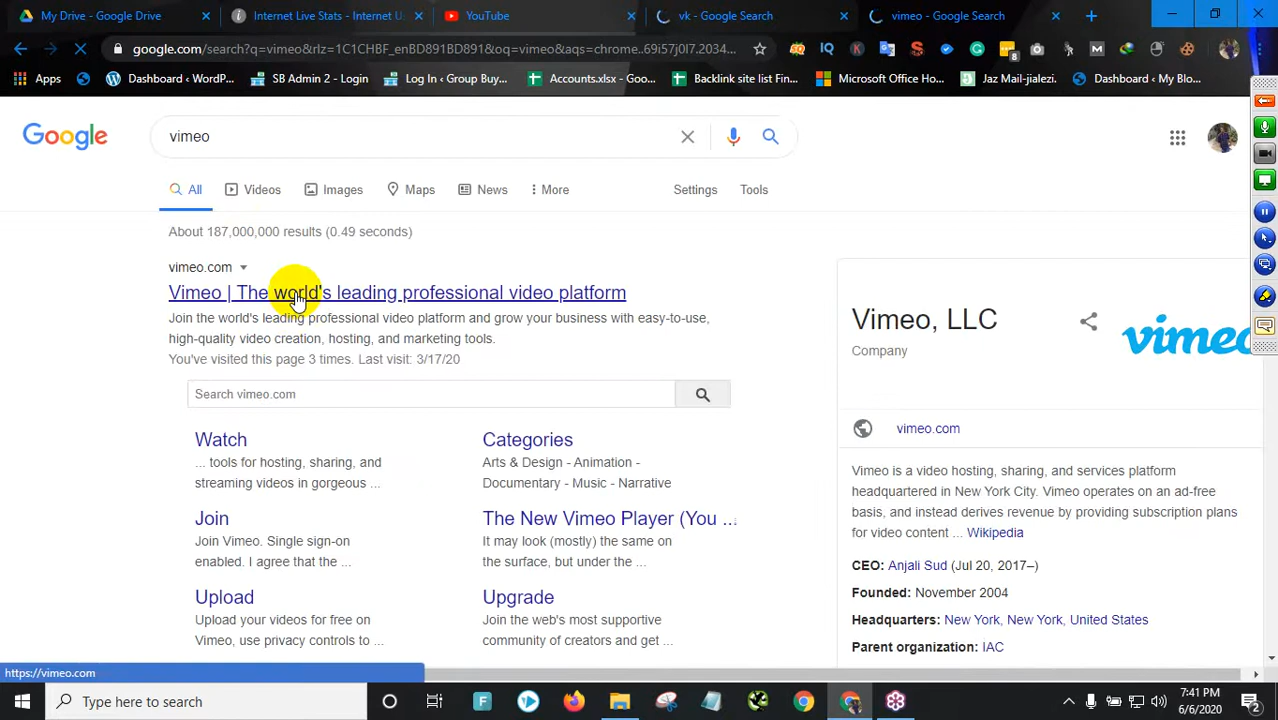 My Drive - Google Drive × Internet Live Stats - Internet U × YouTube × vk - Google Search × vimeo - Google Search ×
google.com/search?q=vimeo&rlz=1C1CHBF_enBD891BD891&oq=vimeo&aqs=chrome..69i57j0l7.2034...
Apps Dashboard ‹ WordP... SB Admin 2 - Login Log In ‹ Group Buy... Accounts.xlsx - Goo... Backlink site list Fin... Microsoft Office Ho... Jaz Mail-jialezi. Dashboard ‹ My Blo...
Google vimeo
All Videos Images Maps News More Settings Tools
About 187,000,000 results (0.49 seconds)
vimeo.com
Vimeo | The world's leading professional video platform
Join the world's leading professional video platform and grow your business with easy-to-use,
high-quality video creation, hosting, and marketing tools.
You've visited this page 3 times. Last visit: 3/17/20
Search vimeo.com
Watch
... tools for hosting, sharing, and
streaming videos in gorgeous ...
Categories
Arts & Design - Animation -
Documentary - Music - Narrative
Join
Join Vimeo. Single sign-on
enabled. I agree that the ...
The New Vimeo Player (You ...
It may look (mostly) the same on
the surface, but under the ...
Upload
Upload your videos for free on
Vimeo, use privacy controls to ...
Upgrade
Join the web's most supportive
community of creators and get ...
Vimeo, LLC
Company
vimeo
vimeo.com
Vimeo is a video hosting, sharing, and services platform
headquartered in New York City. Vimeo operates on an ad-free
basis, and instead derives revenue by providing subscription plans
for video content ... Wikipedia
CEO: Anjali Sud (Jul 20, 2017–)
Founded: November 2004
Headquarters: New York, New York, United States
Parent organization: IAC
https://vimeo.com
Type here to search
7:41 PM
6/6/2020